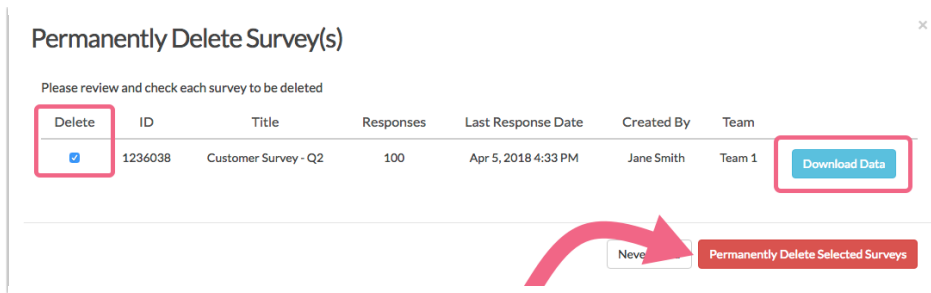 ×
Permanently Delete Survey(s)
Please review and check each survey to be deleted
Delete ID Title Responses Last Response Date Created By Team
1236038 Customer Survey - Q2 100 Apr 5, 2018 4:33 PM Jane Smith Team 1 Download Data
Permanently Delete Selected Surveys